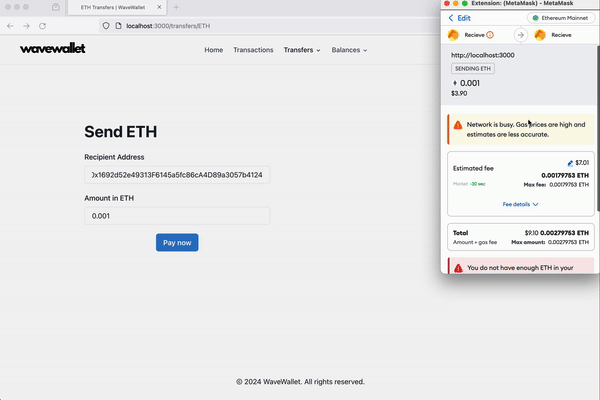 ETH Transfers | WaveWallet
localhost:3000/transfers/ETH
wavewallet
Home
Transactions
Transfers
Balances
Send ETH
Recipient Address
0x1692d52e49313F6145a5fc86cA4D89a3057b4124
Amount in ETH
0.001
Pay now
© 2024 WaveWallet. All rights reserved.
Extension: (MetaMask) - MetaMask
Edit
Ethereum Mainnet
Recieve
Recieve
http://localhost:3000
SENDING ETH
0.001
$3.90
Network is busy. Gas prices are high and
estimates are less accurate.
Estimated fee
$7.01
0.00179753 ETH
Market ~30 sec
Max fee: 0.00179753 ETH
Fee details
Total
$9.10 0.00279753 ETH
Amount + gas fee
Max amount: 0.00279753 ETH
You do not have enough ETH in your